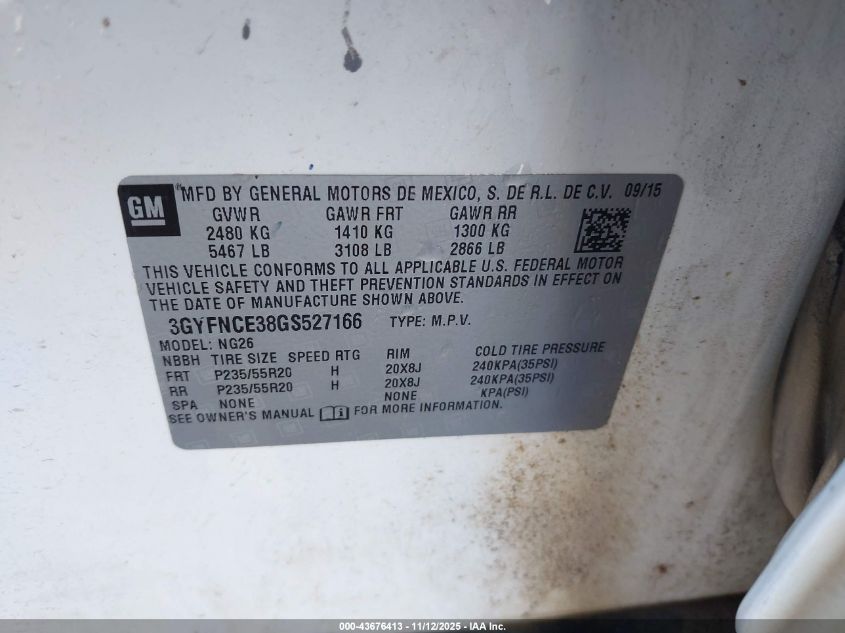 GM
MFD BY GENERAL MOTORS DE MEXICO, S. DE R.L. DE C.V. 09/15
GVWR GAWR FRT GAWR RR
2480 KG 1410 KG 1300 KG
5467 LB 3108 LB 2866 LB
THIS VEHICLE CONFORMS TO ALL APPLICABLE U.S. FEDERAL MOTOR
VEHICLE SAFETY AND THEFT PREVENTION STANDARDS IN EFFECT ON
THE DATE OF MANUFACTURE SHOWN ABOVE.
3GYFNCE38GS527166 TYPE: M.P.V.
MODEL: NG26
NBBH TIRE SIZE SPEED RTG RIM COLD TIRE PRESSURE
FRT P235/55R20 H 20X8J 240KPA(35PSI)
RR P235/55R20 H 20X8J 240KPA(35PSI)
SPA NONE NONE KPA(PSI)
SEE OWNER'S MANUAL FOR MORE INFORMATION.
000-43676413 - 11/12/2025 - IAA Inc.